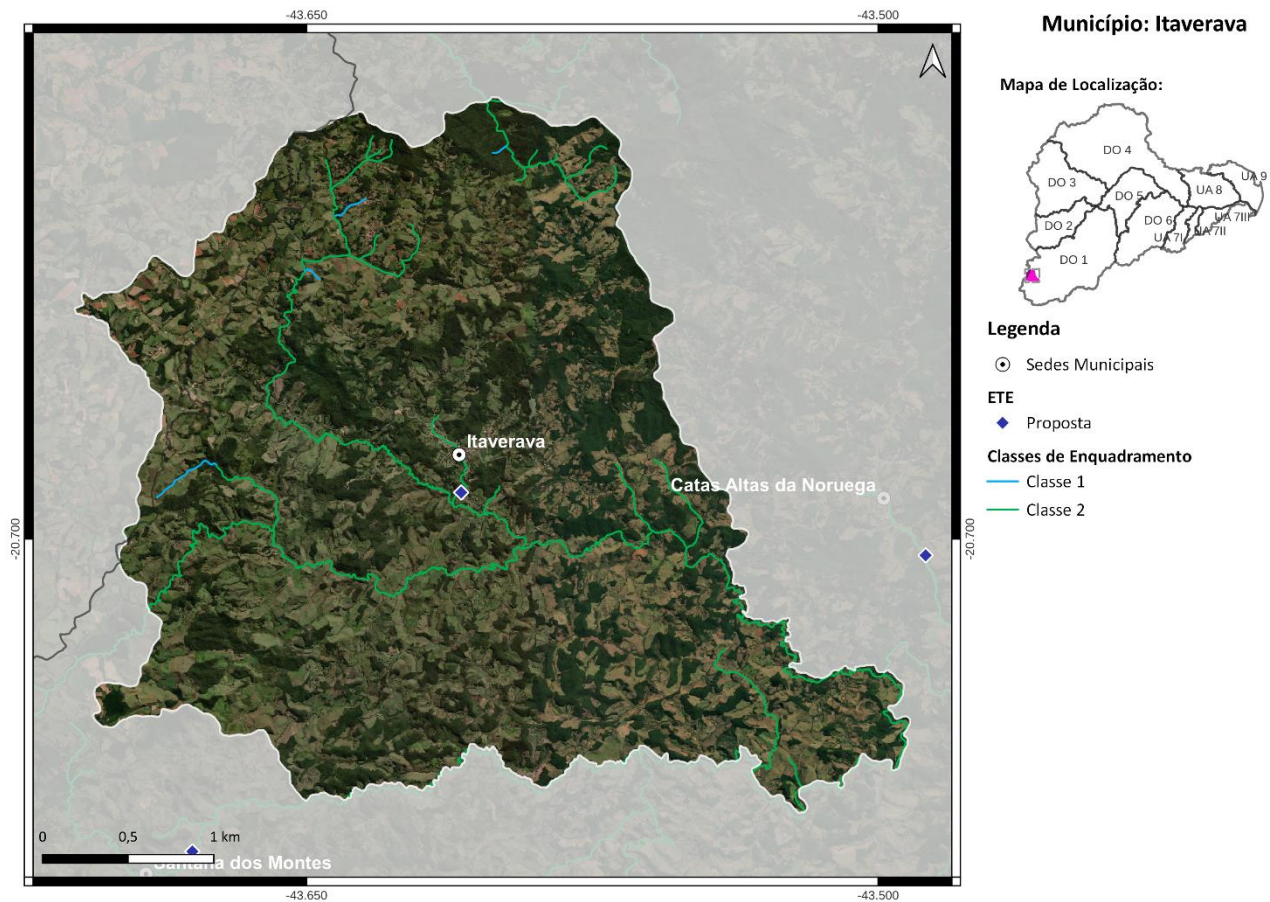 -43.650
-43.500
Município: Itaverava
Mapa de Localização:
DO 4
DO 3
UA 9
UA 8
DO 5
DO 2
DO 6
UA 7III
UA 7II
UA 7I
DO 1
Legenda
Sedes Municipais
ETE
Proposta
Classes de Enquadramento
Classe 1
Classe 2
Itaverava
Catas Altas da Noruega
-20.700
-20.700
0 0,5 1 km
Santana dos Montes
-43.650
-43.500